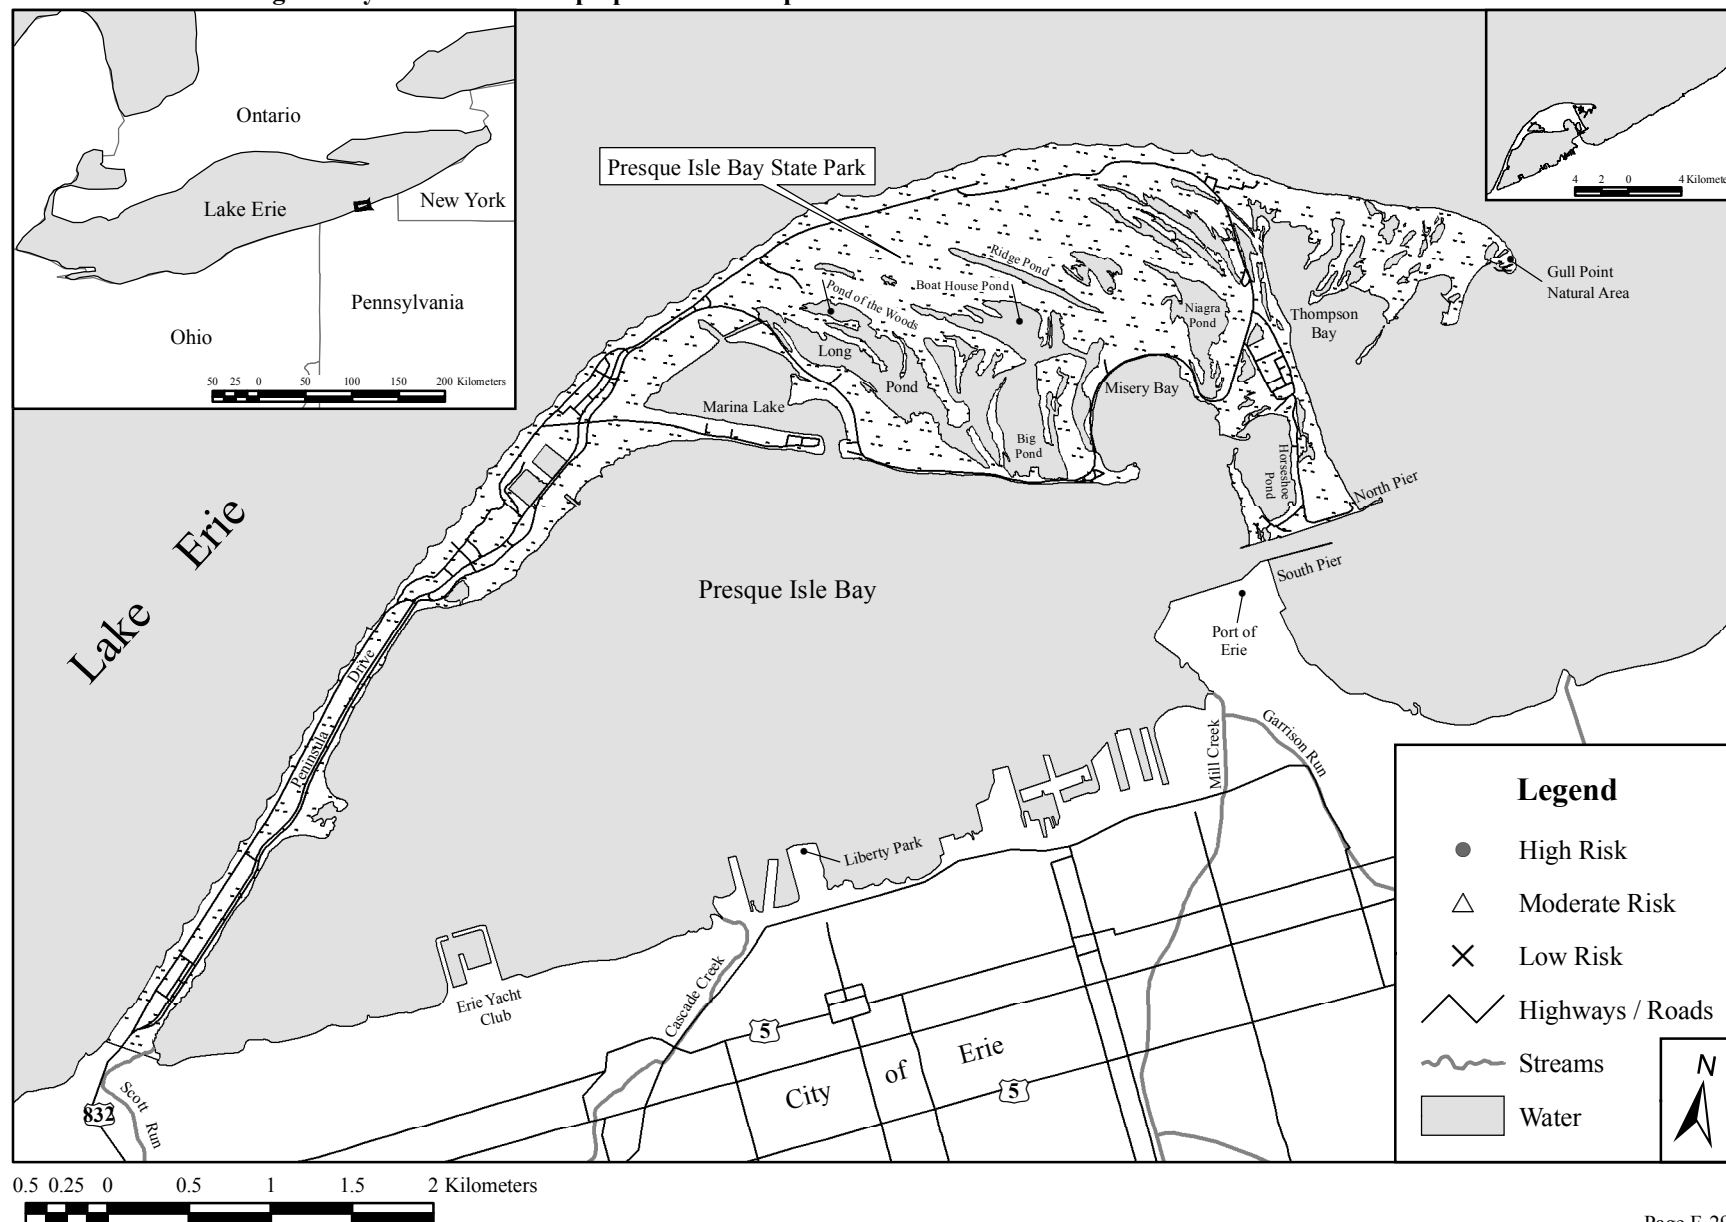 Ontario
Lake Erie
New York
Pennsylvania
Ohio
50 25 0 50 100 150 200 Kilometers
4 2 0 4
Presque Isle Bay State Park
Gull Point
Natural Area
Ridge Pond
Boat House Pond
Pond of the Woods
Niagra
Pond
Thompson
Bay
Long
Pond
Misery Bay
Marina Lake
Big
Pond
Horseshoe
Pond
North Pier
South Pier
Lake Erie
Presque Isle Bay
Port of
Erie
Peninsula Drive
Mill Creek
Garrison Run
Liberty Park
Erie Yacht
Club
Cascade Creek
5
City of Erie
5
Scott Run
832
Legend
High Risk
Moderate Risk
Low Risk
Highways / Roads
Streams
Water
N
0.5 0.25 0 0.5 1 1.5 2 Kilometers